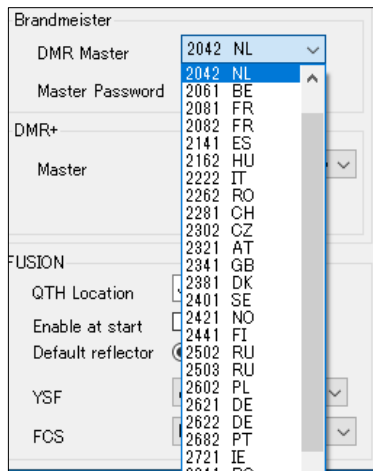 Brandmeister
DMR Master 2042 NL
Master Password
2042 NL
2061 BE
2081 FR
2082 FR
2141 ES
2162 HU
2222 IT
2262 RO
2281 CH
2302 CZ
2321 AT
2341 GB
2381 DK
2401 SE
2421 NO
2441 FI
2502 RU
2503 RU
2602 PL
2621 DE
2622 DE
2682 PT
2721 IE
DMR+
Master
FUSION
QTH Location
Enable at start
Default reflector
YSF
FCS